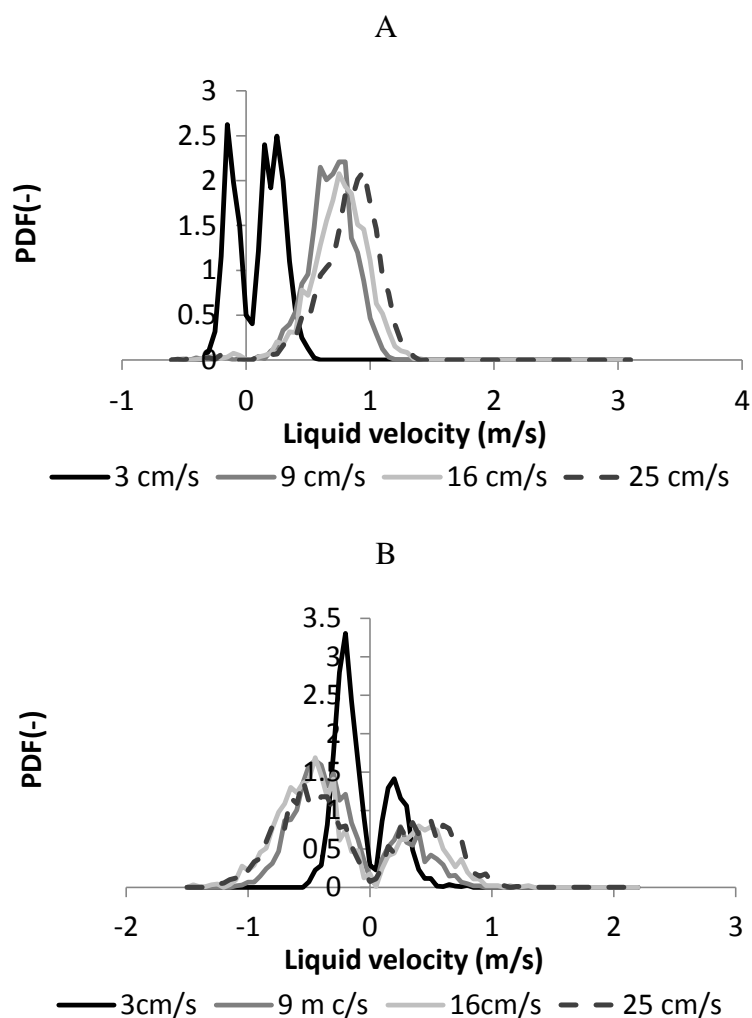 A
3
2.5
2
1.5
1
0.5
0
PDF(-)
-1 0 1 2 3 4
Liquid velocity (m/s)
3 cm/s 9 cm/s 16 cm/s 25 cm/s
B
3.5
3
2.5
2
1.5
1
0.5
0
PDF(-)
-2 -1 0 1 2 3
Liquid velocity (m/s)
3cm/s 9 m c/s 16cm/s 25 cm/s